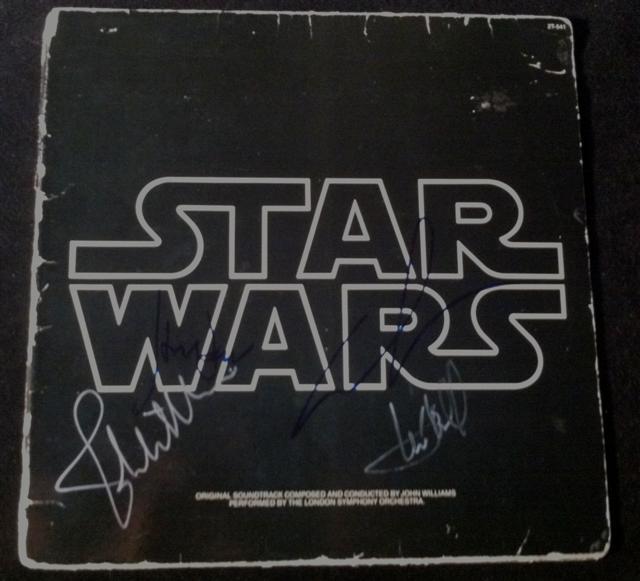 2T-541
STAR
WARS
ORIGINAL SOUNDTRACK COMPOSED AND CONDUCTED BY JOHN WILLIAMS
PERFORMED BY THE LONDON SYMPHONY ORCHESTRA.